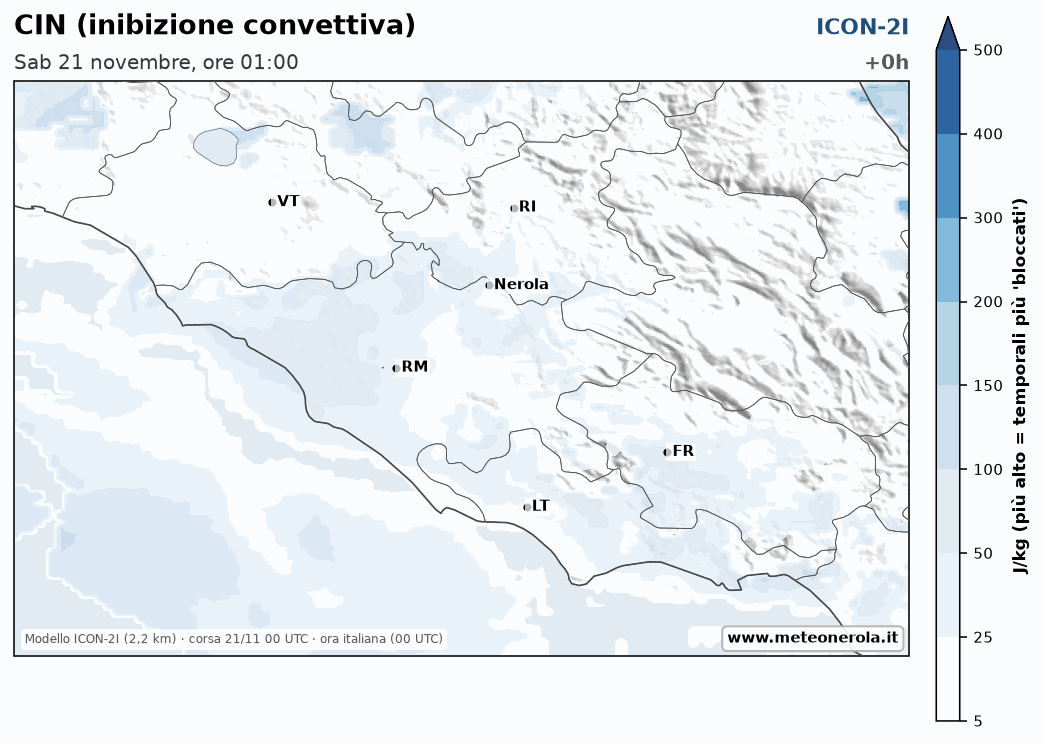 CIN (inibizione convettiva)
ICON-2I
Sab 21 novembre, ore 01:00
+0h
VT
RI
Nerola
RM
FR
LT
Modello ICON-2I (2,2 km) · corsa 21/11 00 UTC · ora italiana (00 UTC)
www.meteonerola.it
500
400
300
200
150
100
50
25
5
J/kg (più alto = temporali più 'bloccati')